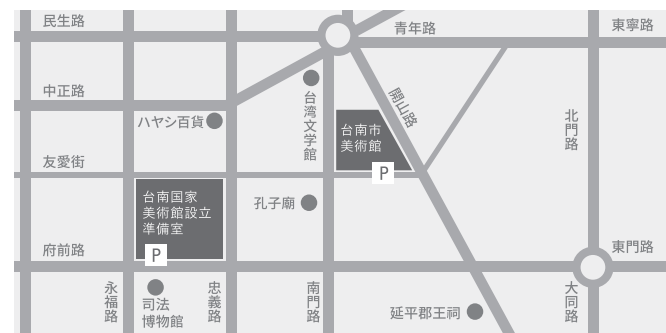 民生路
青年路
東寧路
中正路
開山路
ハヤシ百貨
台湾文学館
台南市
美術館
北門路
友愛街
P
台南国家
美術館設立
準備室
P
孔子廟
府前路
東門路
永福路
司法
博物館
忠義路
南門路
延平郡王祠
大同路